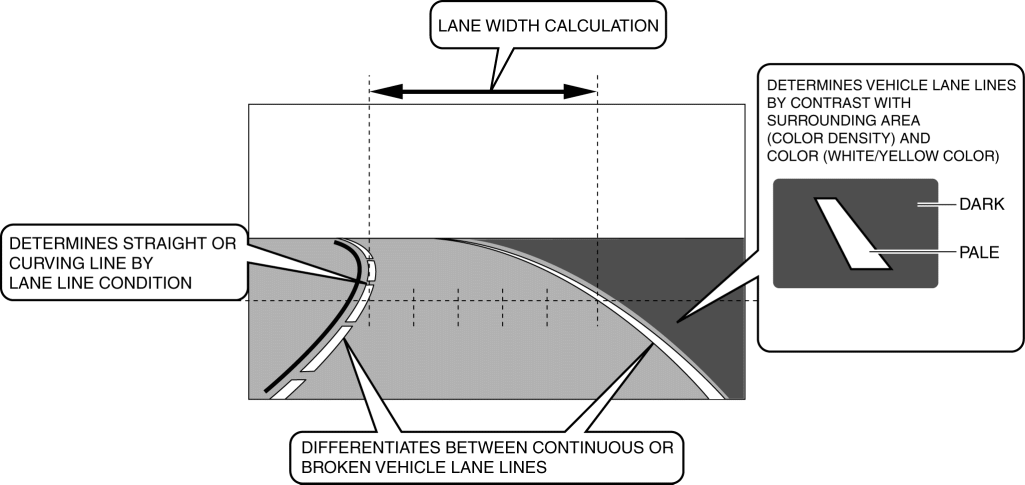 LANE WIDTH CALCULATION
DETERMINES VEHICLE LANE LINES
BY CONTRAST WITH
SURROUNDING AREA
(COLOR DENSITY) AND
COLOR (WHITE/YELLOW COLOR)
DARK
PALE
DETERMINES STRAIGHT OR
CURVING LINE BY
LANE LINE CONDITION
DIFFERENTIATES BETWEEN CONTINUOUS OR
BROKEN VEHICLE LANE LINES